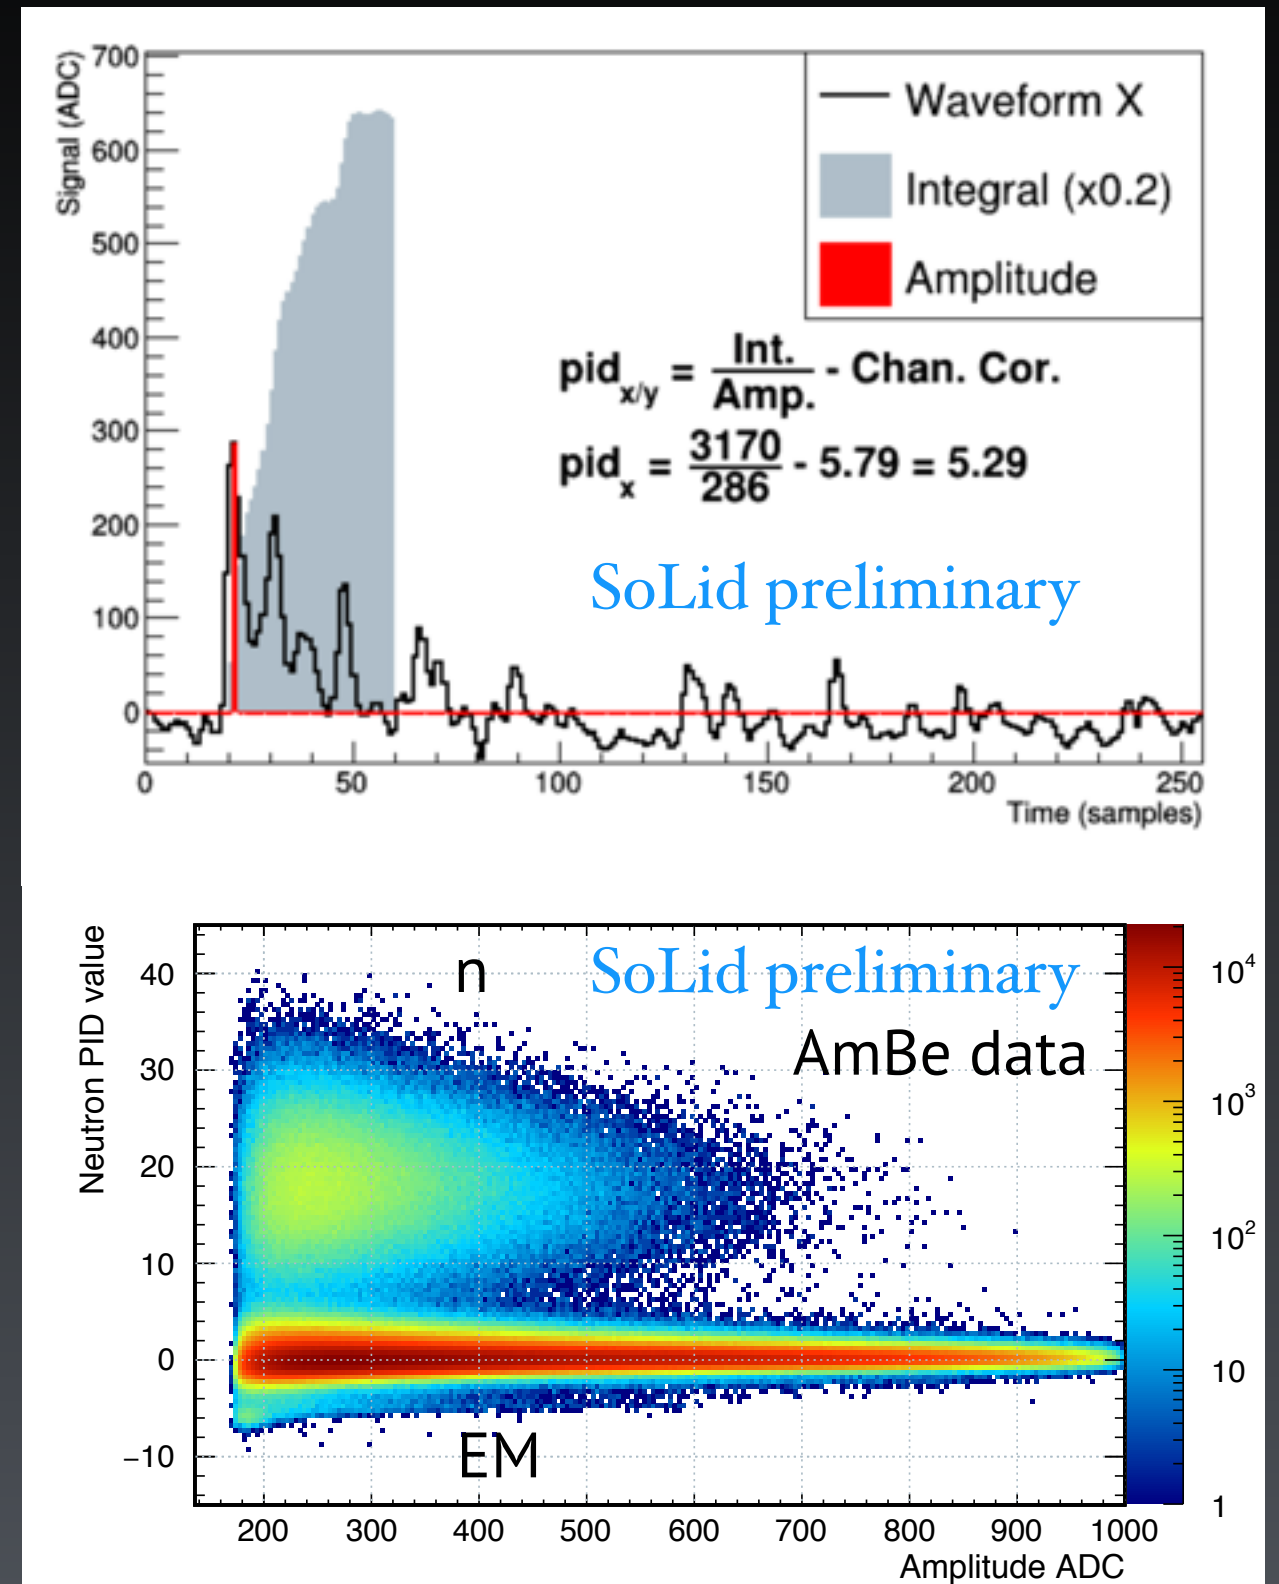 Signal (ADC)
700
600
500
400
300
200
100
0
Waveform X
Integral (x0.2)
Amplitude
pid x/y = Int. / Amp. - Chan. Cor.
pid x = 3170 / 286 - 5.79 = 5.29
SoLid preliminary
0 50 100 150 200 250
Time (samples)
Neutron PID value
40
30
20
10
0
−10
n
SoLid preliminary
AmBe data
EM
10⁴
10³
10²
10
1
200 300 400 500 600 700 800 900 1000
Amplitude ADC